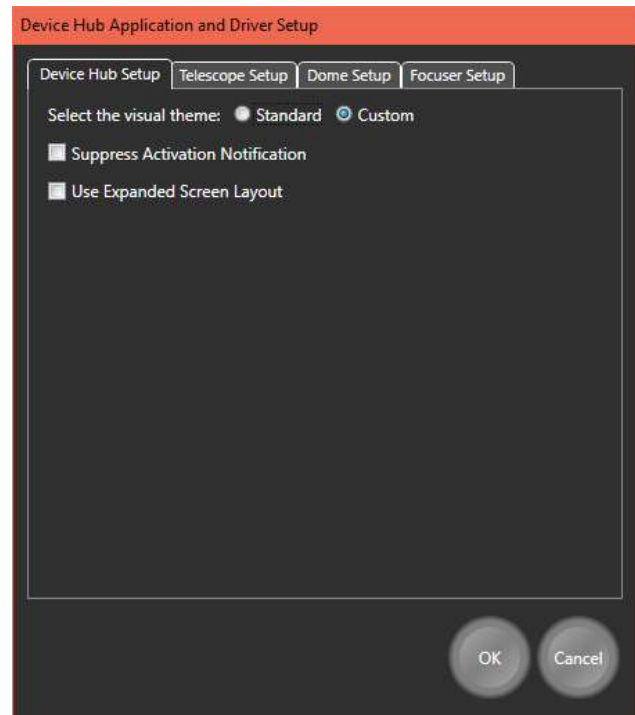 Device Hub Application and Driver Setup
Device Hub Setup Telescope Setup Dome Setup Focuser Setup
Select the visual theme: Standard Custom
Suppress Activation Notification
Use Expanded Screen Layout
OK Cancel